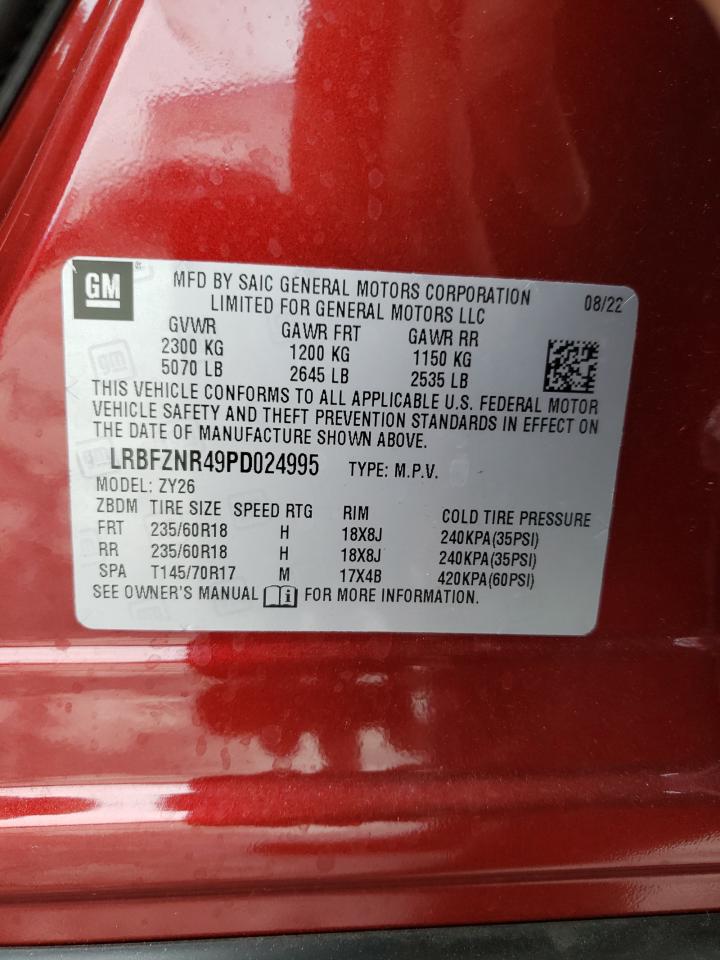 GM
MFD BY SAIC GENERAL MOTORS CORPORATION 08/22
LIMITED FOR GENERAL MOTORS LLC
GVWR GAWR FRT GAWR RR
2300 KG 1200 KG 1150 KG
5070 LB 2645 LB 2535 LB
THIS VEHICLE CONFORMS TO ALL APPLICABLE U.S. FEDERAL MOTOR
VEHICLE SAFETY AND THEFT PREVENTION STANDARDS IN EFFECT ON
THE DATE OF MANUFACTURE SHOWN ABOVE.
LRBFZNR49PD024995 TYPE: M.P.V.
MODEL: ZY26
ZBDM TIRE SIZE SPEED RTG RIM COLD TIRE PRESSURE
FRT 235/60R18 H 18X8J 240KPA(35PSI)
RR 235/60R18 H 18X8J 240KPA(35PSI)
SPA T145/70R17 M 17X4B 420KPA(60PSI)
SEE OWNER'S MANUAL i FOR MORE INFORMATION.